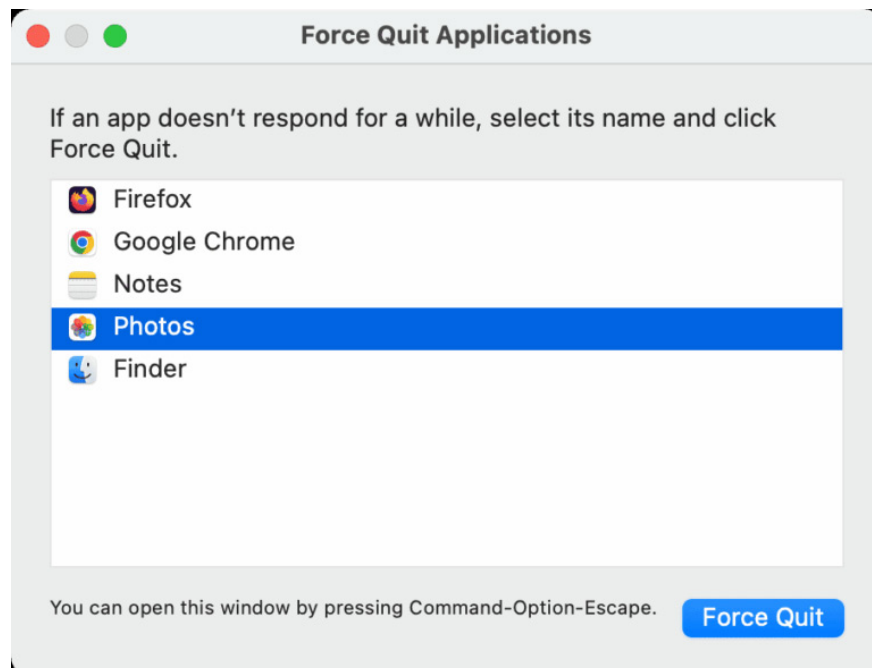 Force Quit Applications
If an app doesn’t respond for a while, select its name and click
Force Quit.
Firefox
Google Chrome
Notes
Photos
Finder
You can open this window by pressing Command-Option-Escape.
Force Quit